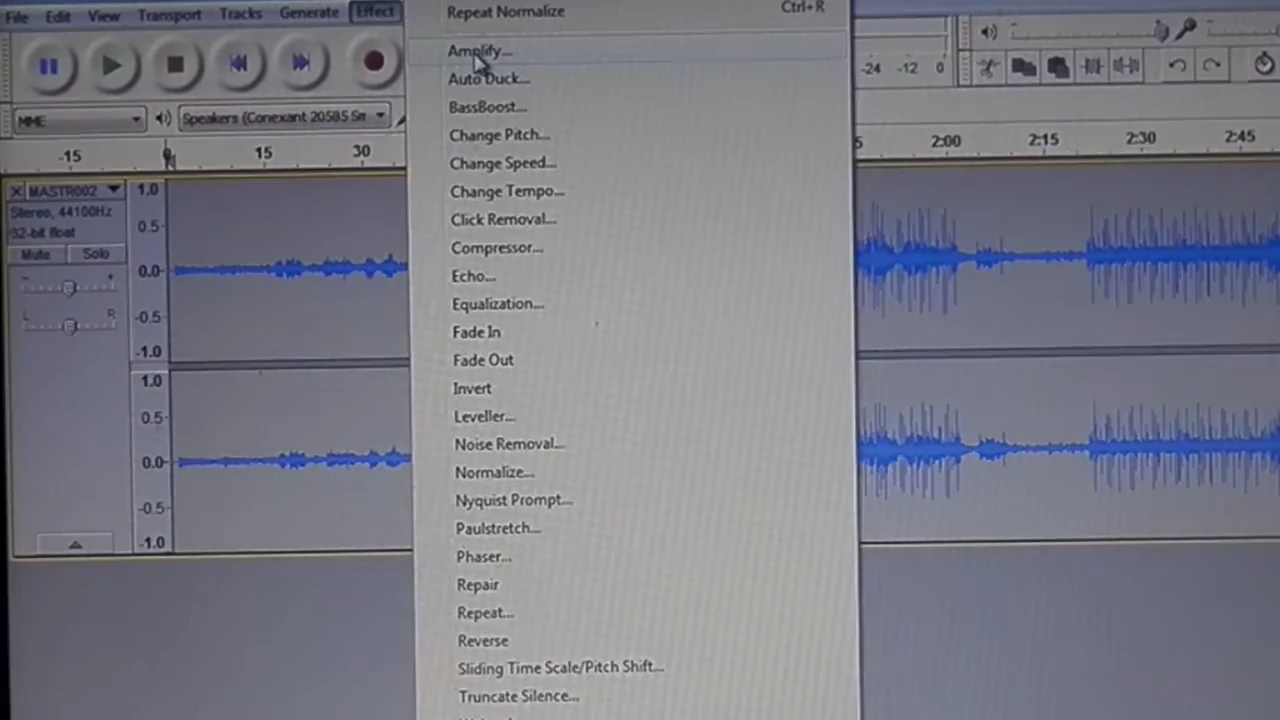 File Edit View Transport Tracks Generate Effect
Repeat Normalize Ctrl+R
Amplify...
Auto Duck...
BassBoost...
Change Pitch...
Change Speed...
Change Tempo...
Click Removal...
Compressor...
Echo...
Equalization...
Fade In
Fade Out
Invert
Leveller...
Noise Removal...
Normalize...
Nyquist Prompt...
Paulstretch...
Phaser...
Repair
Repeat...
Reverse
Sliding Time Scale/Pitch Shift...
Truncate Silence...
-24 -12 0
MME Speakers (Conexant 20585 Sm
-15 0 15 30 2:00 2:15 2:30 2:45
MASTR002
Stereo, 44100Hz
32-bit float
Mute Solo
- +
L R
1.0
0.5
0.0
-0.5
-1.0
1.0
0.5
0.0
-0.5
-1.0